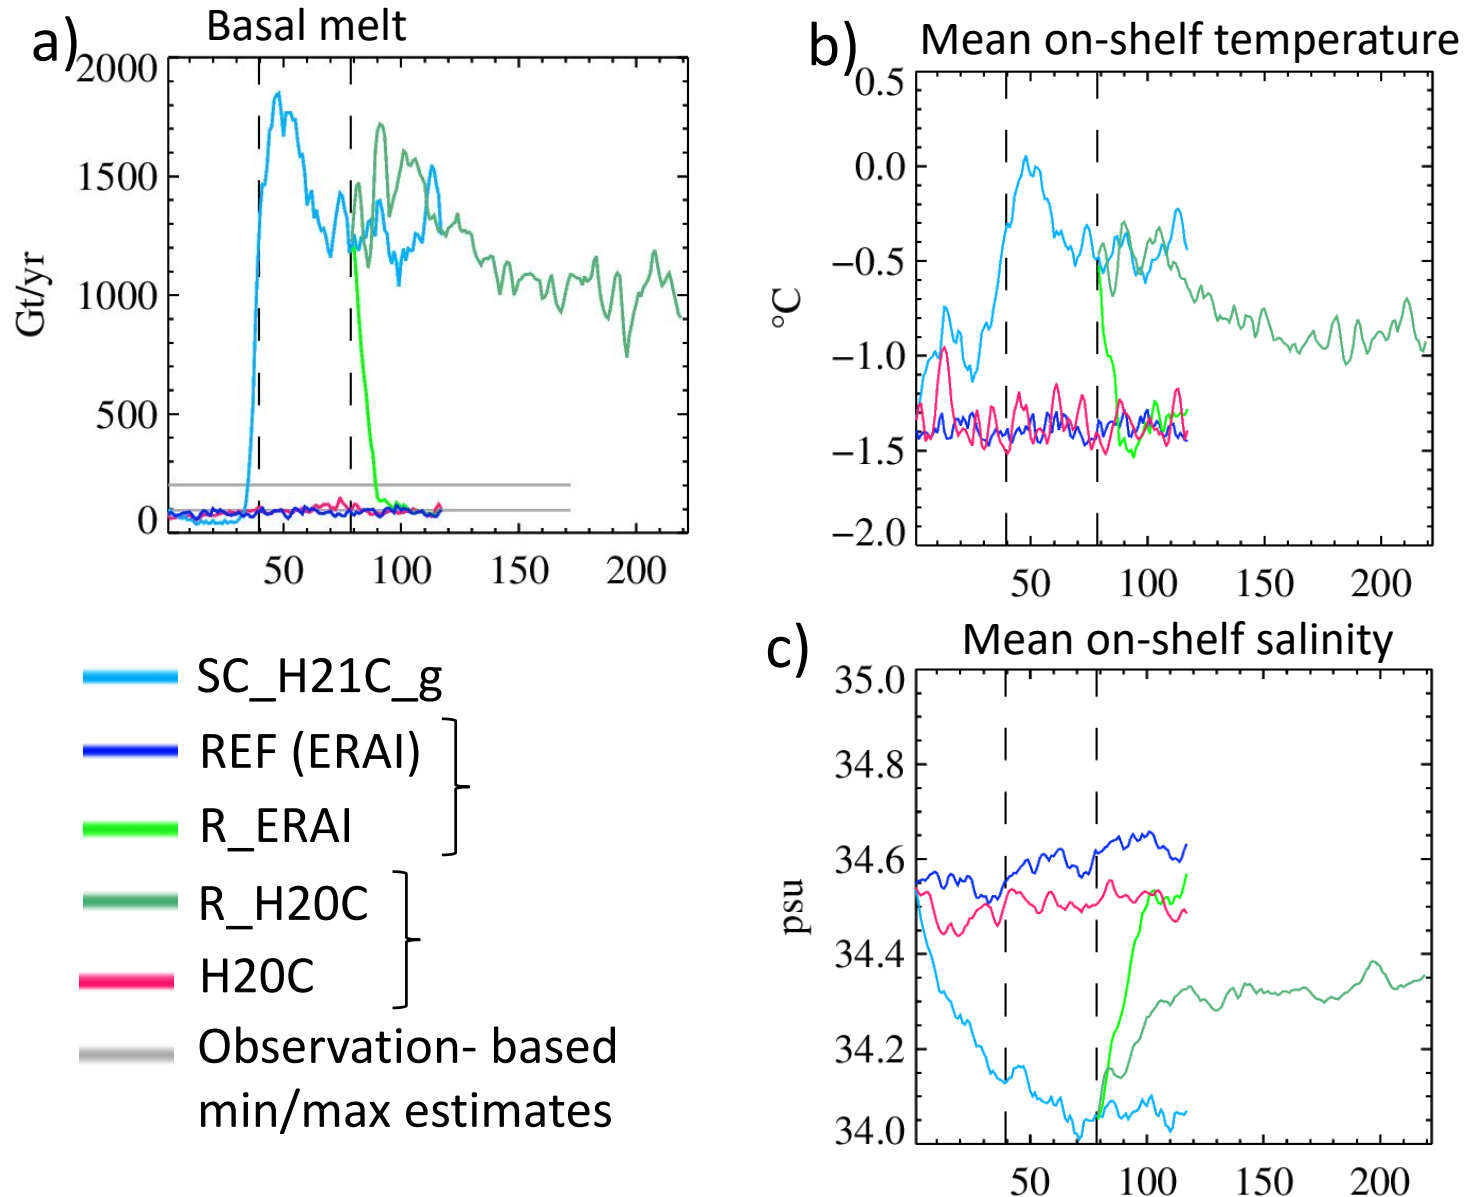 a)
Basal melt
2000
1500
1000
500
0
Gt/yr
50
100
150
200
b)
Mean on-shelf temperature
0.5
0.0
−0.5
−1.0
−1.5
−2.0
°C
50
100
150
200
SC_H21C_g
REF (ERAI)
R_ERAI
R_H20C
H20C
Observation- based
min/max estimates
c)
Mean on-shelf salinity
35.0
34.8
34.6
34.4
34.2
34.0
psu
50
100
150
200